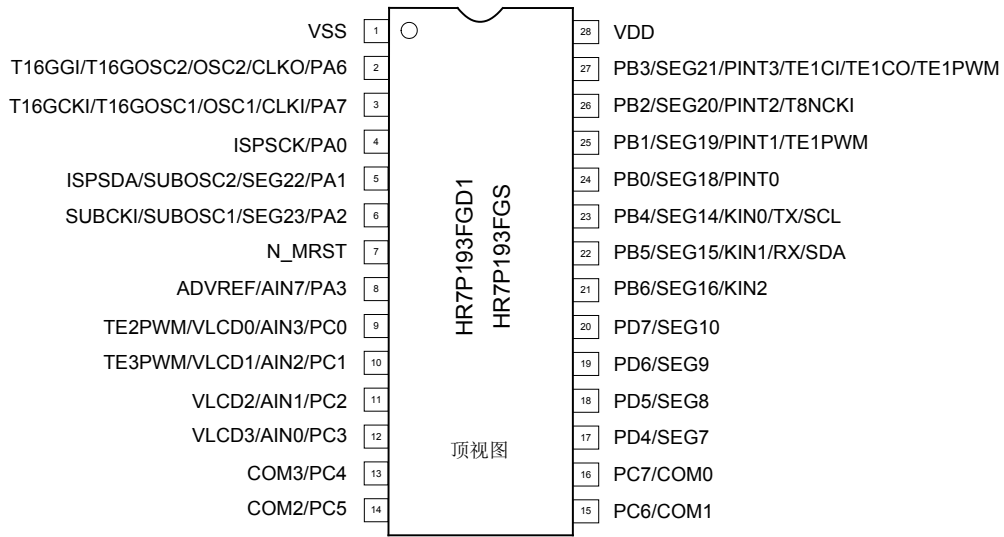 VSS 1 28 VDD
T16GGI/T16GOSC2/OSC2/CLKO/PA6 2 27 PB3/SEG21/PINT3/TE1CI/TE1CO/TE1PWM
T16GCKI/T16GOSC1/OSC1/CLKI/PA7 3 26 PB2/SEG20/PINT2/T8NCKI
ISPSCK/PA0 4 25 PB1/SEG19/PINT1/TE1PWM
ISPSDA/SUBOSC2/SEG22/PA1 5 24 PB0/SEG18/PINT0
SUBCKI/SUBOSC1/SEG23/PA2 6 23 PB4/SEG14/KIN0/TX/SCL
N_MRST 7 22 PB5/SEG15/KIN1/RX/SDA
ADVREF/AIN7/PA3 8 21 PB6/SEG16/KIN2
TE2PWM/VLCD0/AIN3/PC0 9 20 PD7/SEG10
TE3PWM/VLCD1/AIN2/PC1 10 19 PD6/SEG9
VLCD2/AIN1/PC2 11 18 PD5/SEG8
VLCD3/AIN0/PC3 12 17 PD4/SEG7
COM3/PC4 13 16 PC7/COM0
COM2/PC5 14 15 PC6/COM1
HR7P193FGD1
HR7P193FGS
顶视图